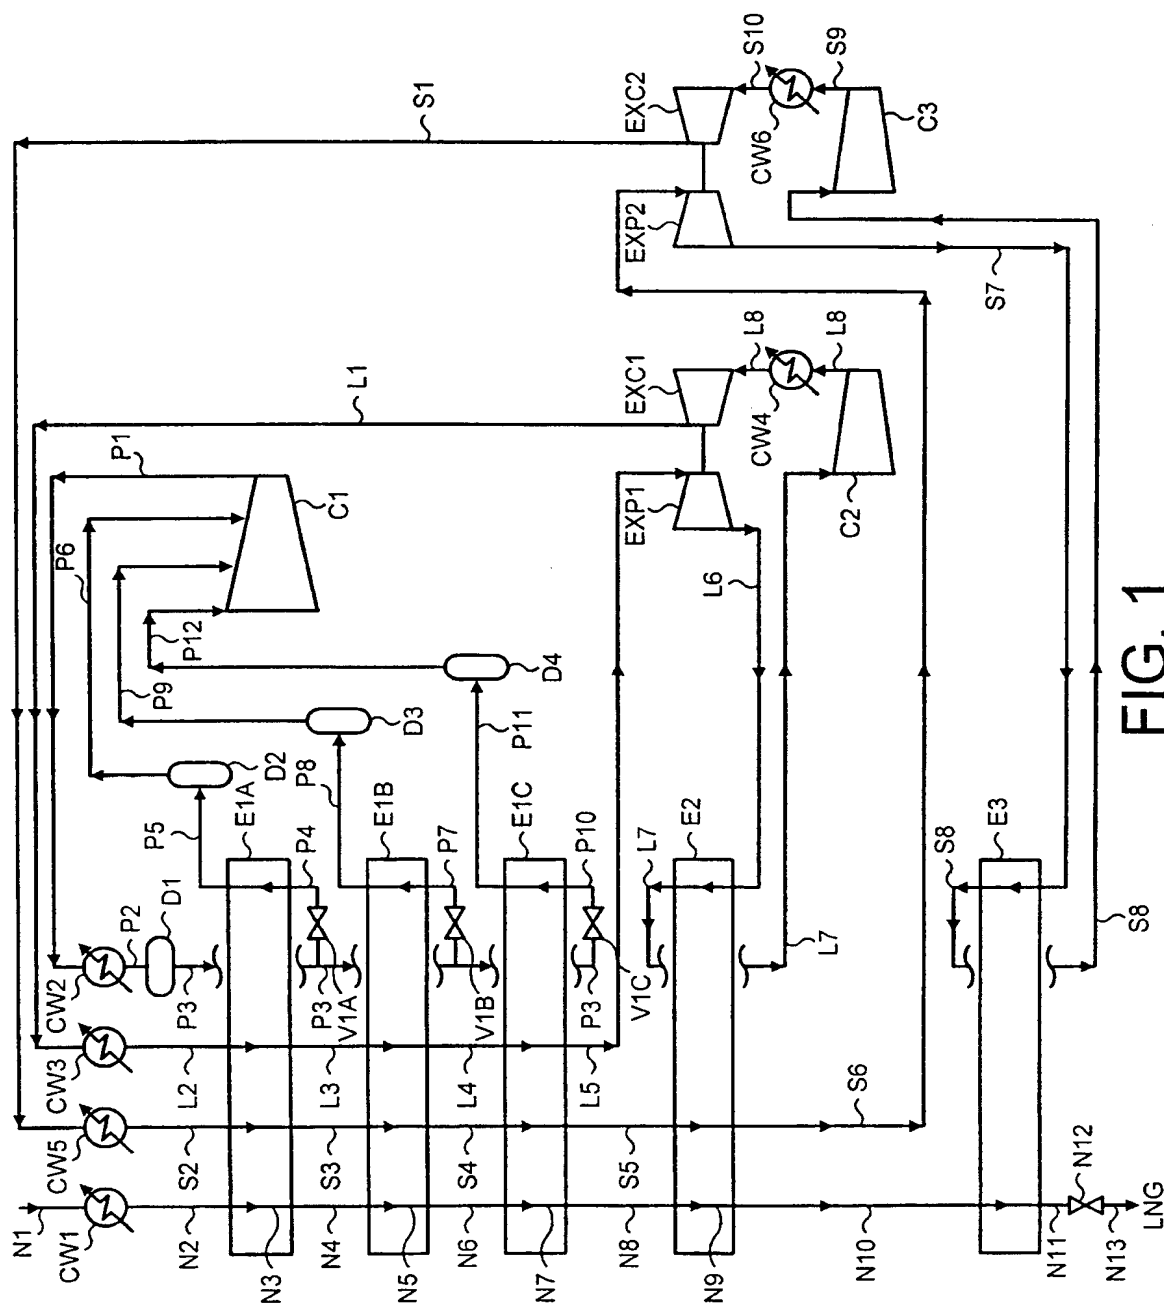 N1
CW1
N2
N3
N4
N5
N6
N7
N8
N9
N10
N11
N12
N13
LNG
CW5
S2
S3
S4
S5
S6
CW3
L2
L3
L4
L5
CW2
P2
D1
P3
P3
V1A
V1B
P3
V1C
P4
P7
P10
E1A
E1B
E1C
E2
E3
P5
D2
P8
D3
P11
D4
P6
P9
P12
P1
C1
L1
S1
EXP1
EXC1
L6
L7
L7
CW4
L8
L8
C2
EXP2
EXC2
S10
CW6
S9
C3
S7
S8
S8
FIG. 1